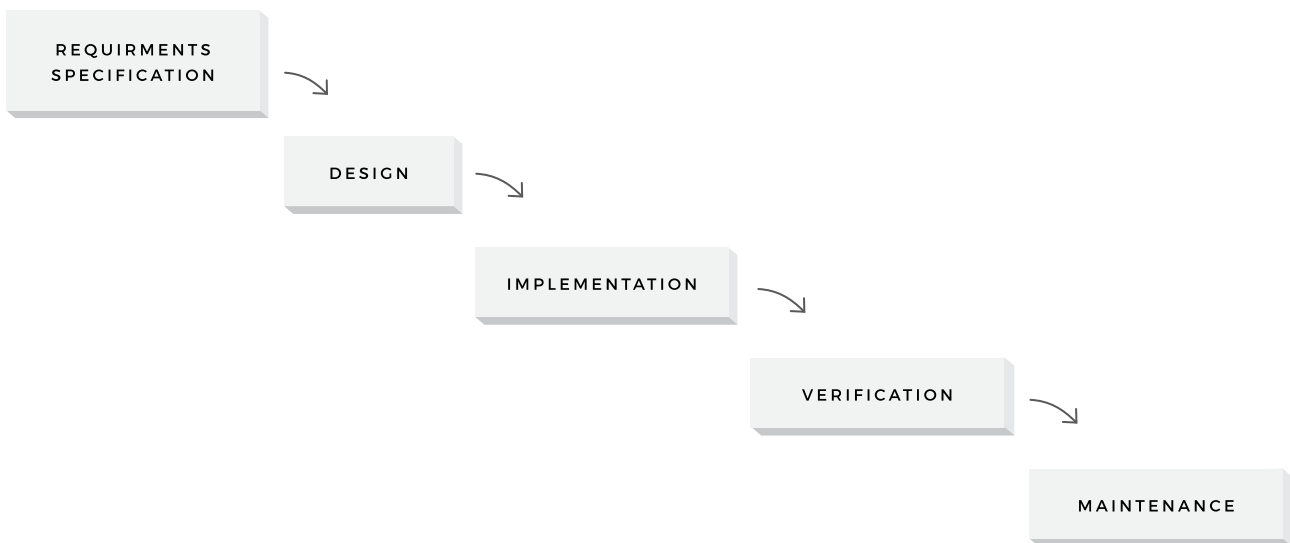 REQUIRMENTS
SPECIFICATION
DESIGN
IMPLEMENTATION
VERIFICATION
MAINTENANCE